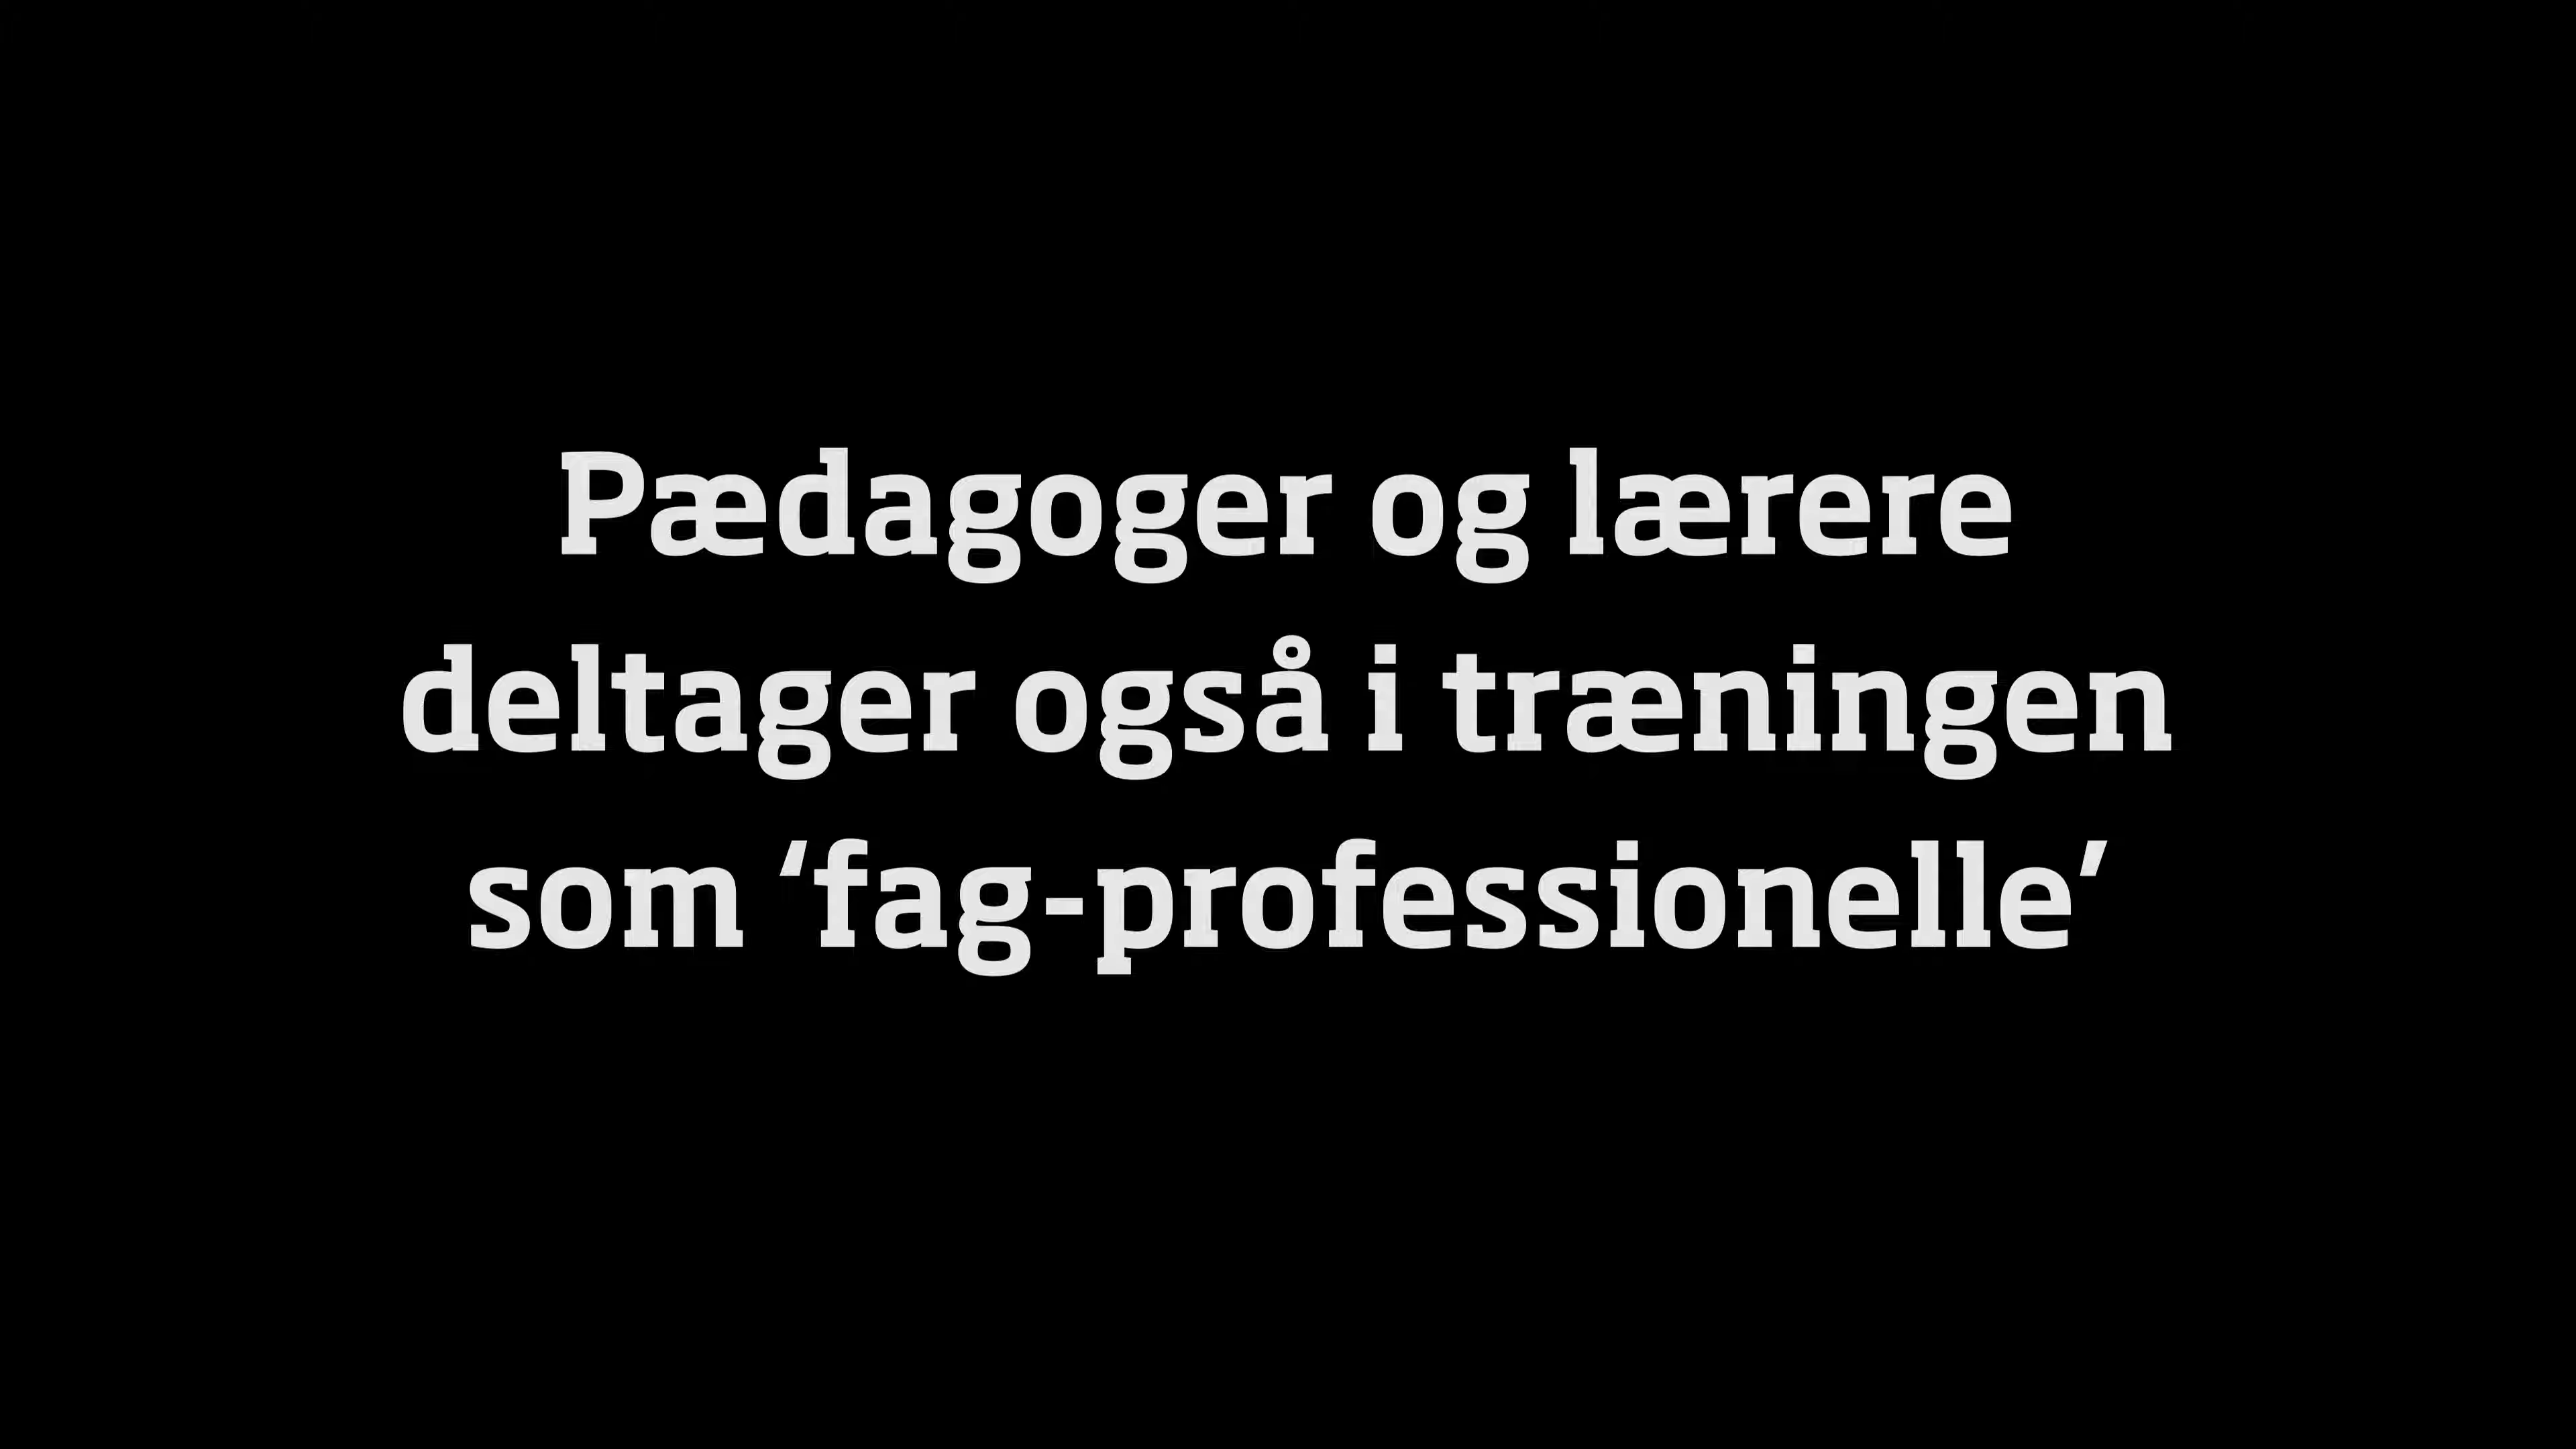 Pædagoger og lærere
deltager også i træningen
som ‘fag-professionelle’